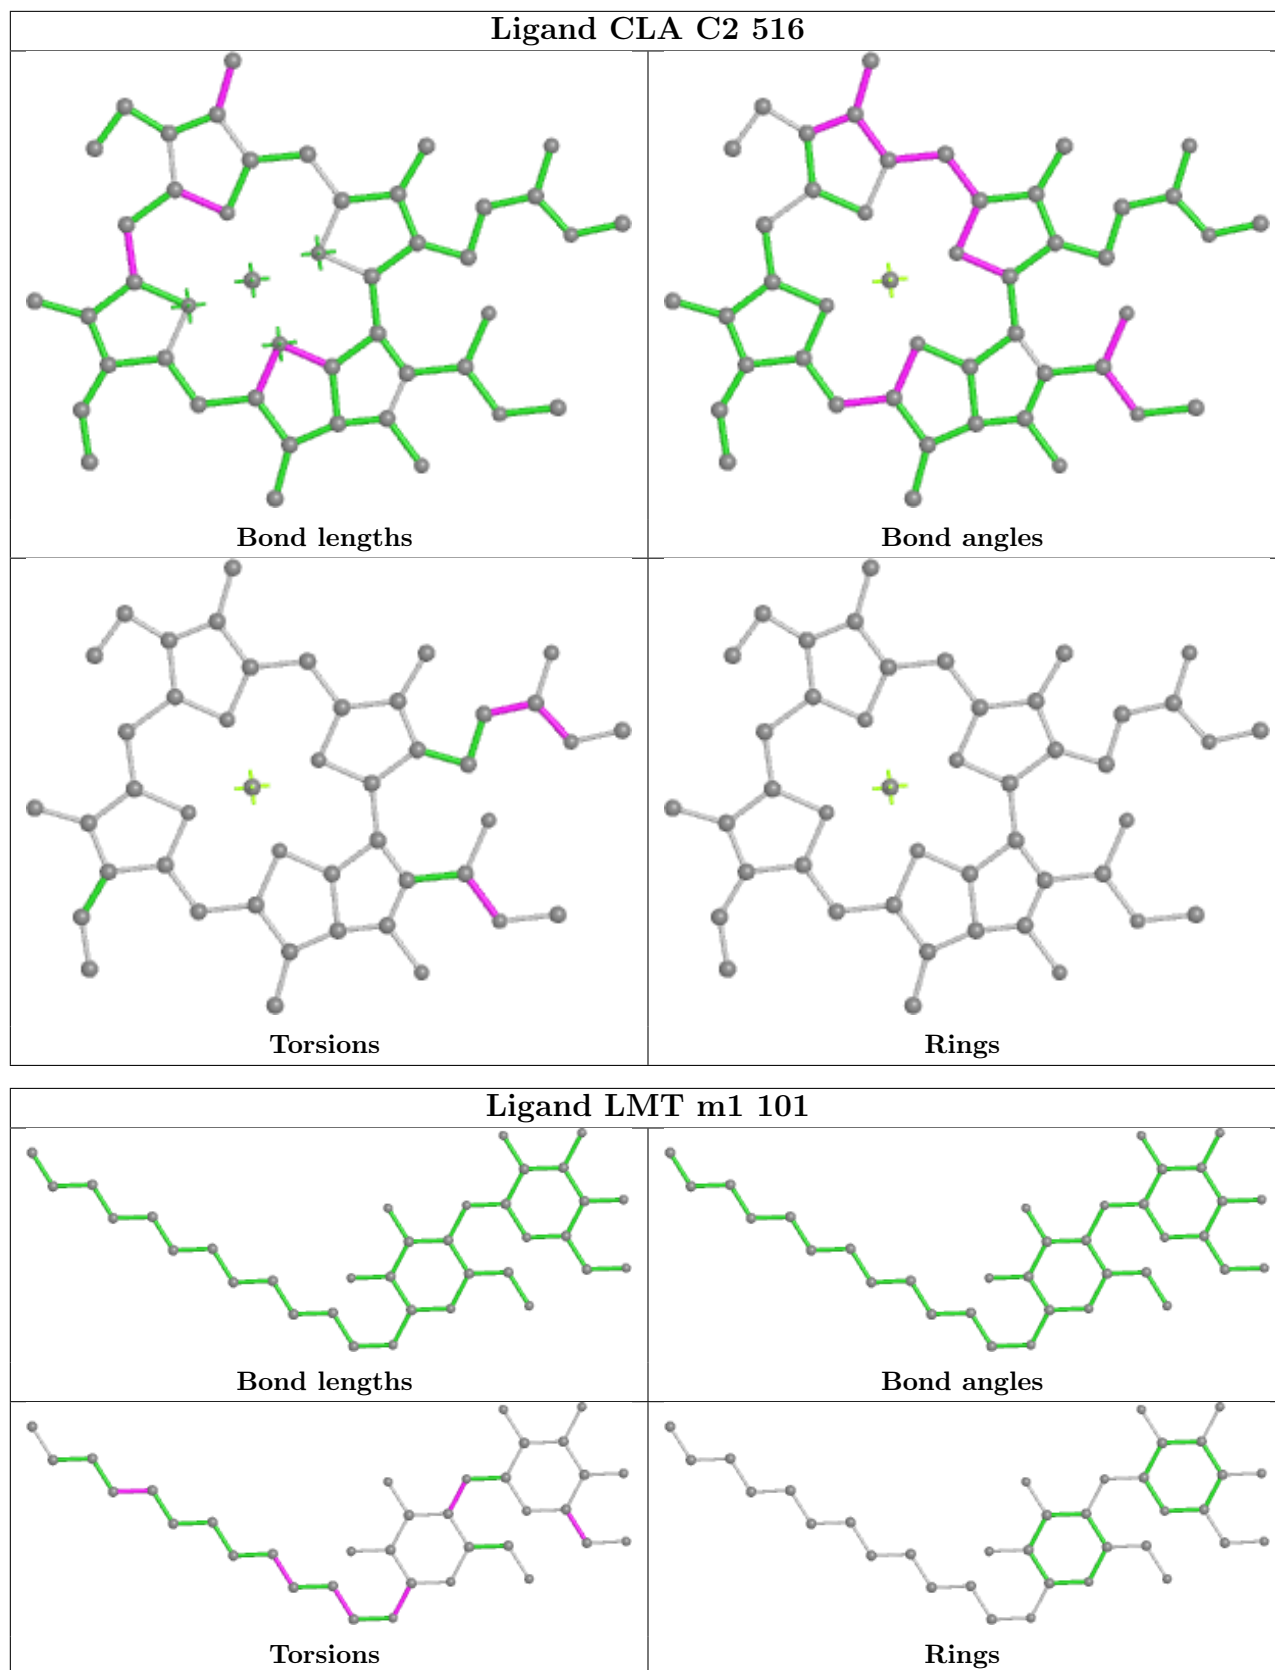 Ligand CLA C2 516
Bond lengths
Bond angles
Torsions
Rings
Ligand LMT m1 101
Bond lengths
Bond angles
Torsions
Rings